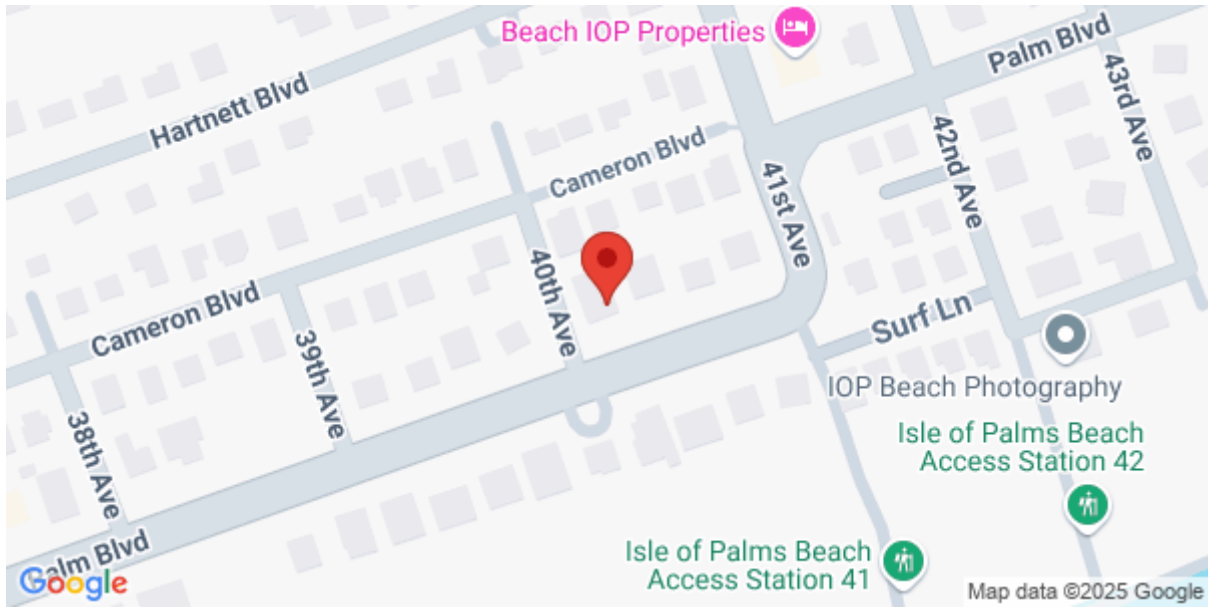 Beach IOP Properties
Palm Blvd
Hartnett Blvd
43rd Ave
42nd Ave
Cameron Blvd
41st Ave
40th Ave
Cameron Blvd
Surf Ln
39th Ave
IOP Beach Photography
38th Ave
Isle of Palms Beach
Access Station 42
Palm Blvd
Isle of Palms Beach
Access Station 41
Google
Map data ©2025 Google